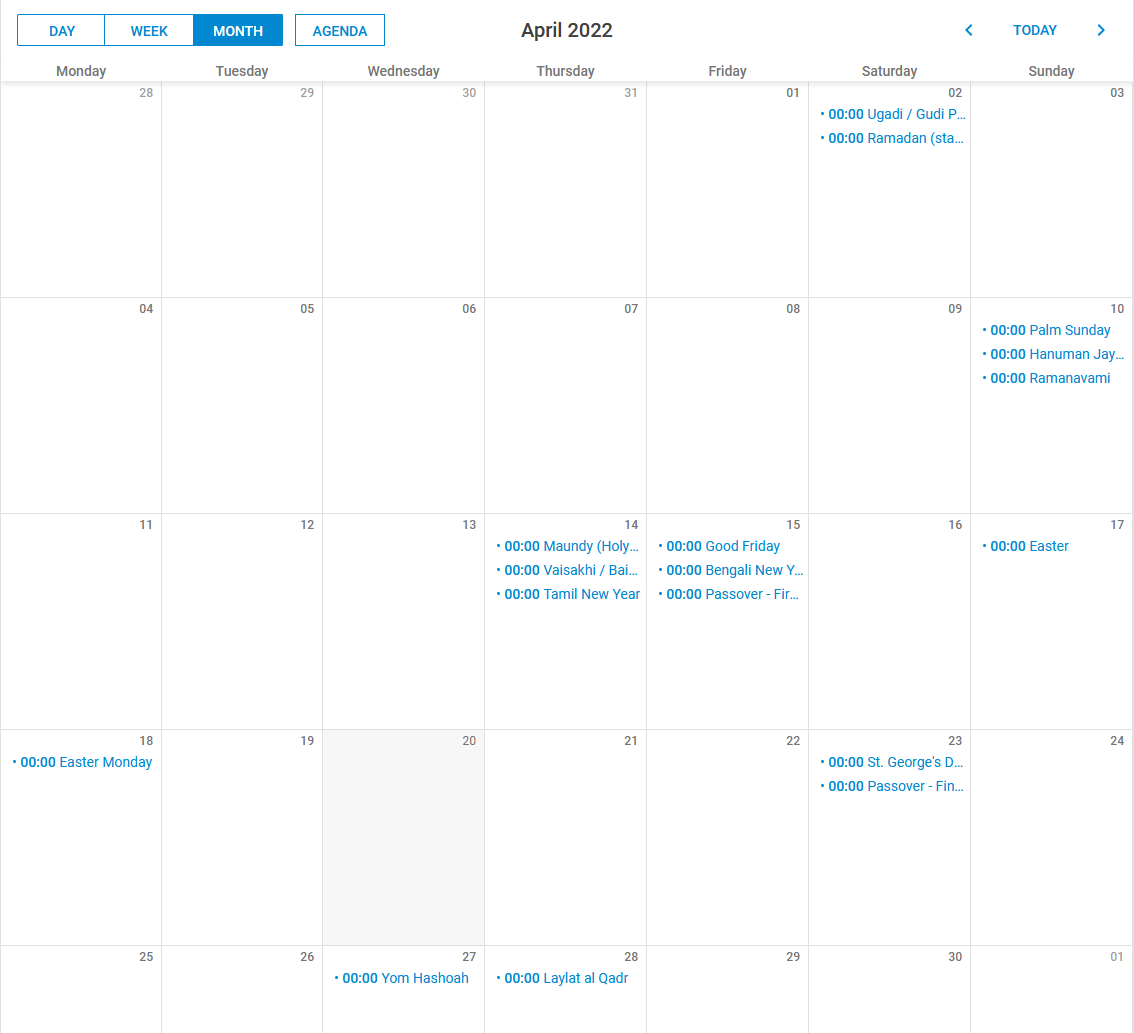 DAY WEEK MONTH AGENDA April 2022 TODAY
Monday Tuesday Wednesday Thursday Friday Saturday Sunday
28 29 30 31 01 02 03
• 00:00 Ugadi / Gudi P...
• 00:00 Ramadan (sta...
04 05 06 07 08 09 10
• 00:00 Palm Sunday
• 00:00 Hanuman Jay...
• 00:00 Ramanavami
11 12 13 14 15 16 17
• 00:00 Maundy (Holy... • 00:00 Good Friday • 00:00 Easter
• 00:00 Vaisakhi / Bai... • 00:00 Bengali New Y...
• 00:00 Tamil New Year • 00:00 Passover - Fir...
18 19 20 21 22 23 24
• 00:00 Easter Monday • 00:00 St. George's D...
• 00:00 Passover - Fin...
25 26 27 28 29 30 01
• 00:00 Yom Hashoah • 00:00 Laylat al Qadr